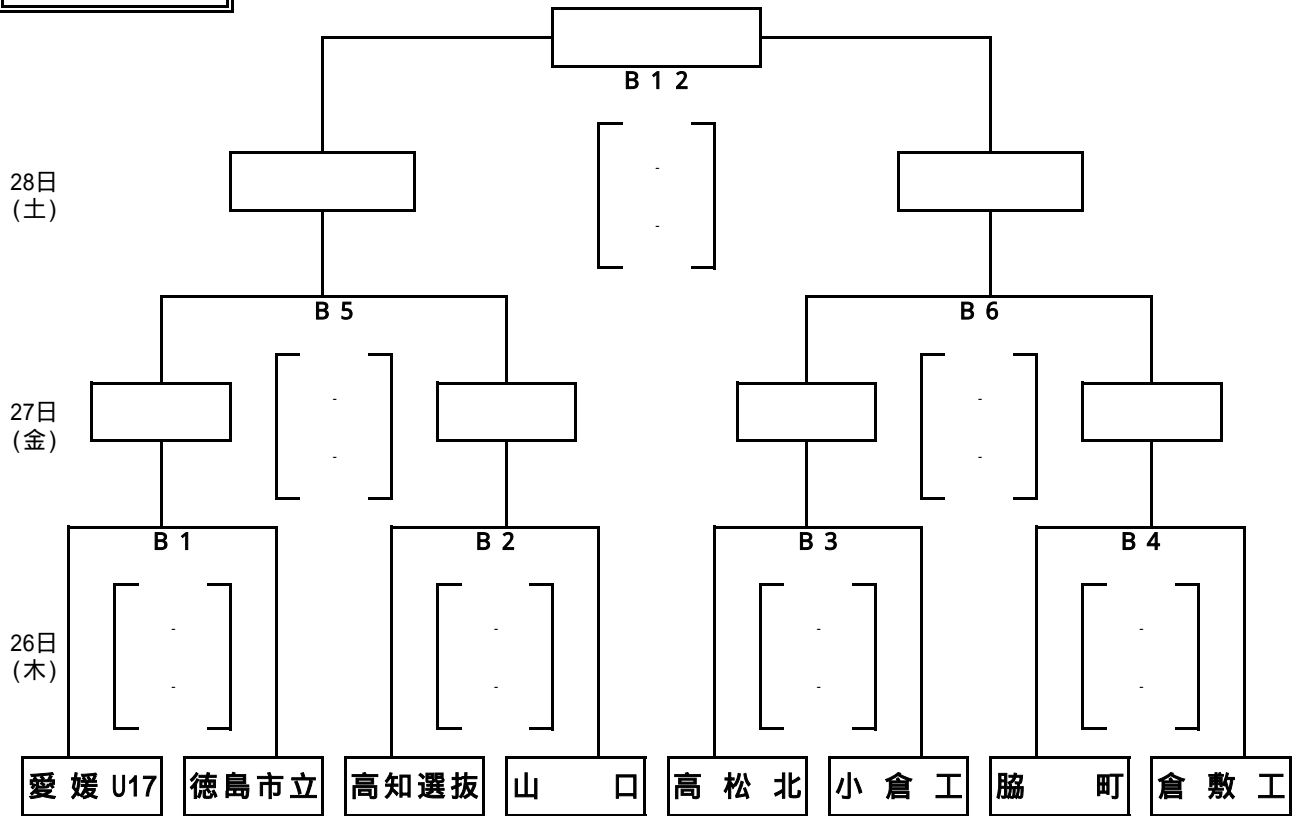 B12
-
28日
(土)
-
B5
B6
- -
27日
(金)
- -
B1
B2
B3
B4
- - - -
26日
(木)
- - - -
愛媛U17
徳島市立
高知選抜
山口
高松北
小倉工
脇町
倉敷工